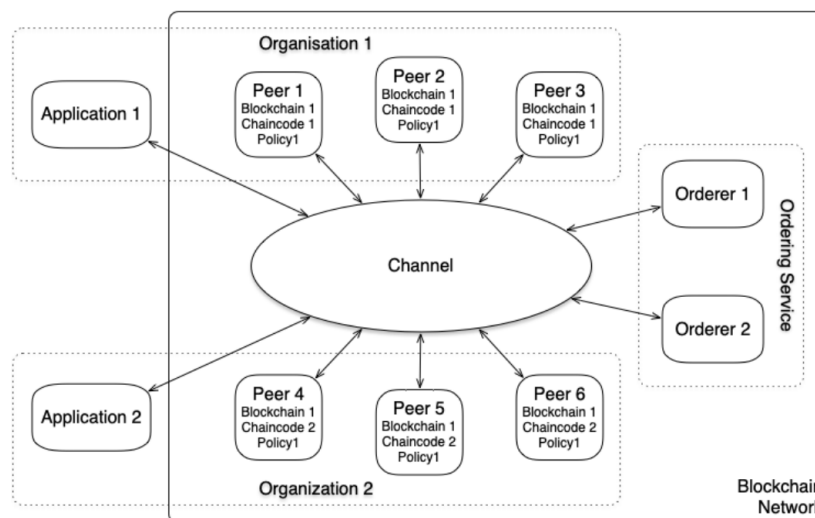 Organisation 1
Application 1
Peer 1
Blockchain 1
Chaincode 1
Policy1
Peer 2
Blockchain 1
Chaincode 1
Policy1
Peer 3
Blockchain 1
Chaincode 1
Policy1
Orderer 1
Ordering Service
Channel
Orderer 2
Application 2
Peer 4
Blockchain 1
Chaincode 2
Policy1
Peer 5
Blockchain 1
Chaincode 2
Policy1
Peer 6
Blockchain 1
Chaincode 2
Policy1
Organization 2
Blockchain
Network